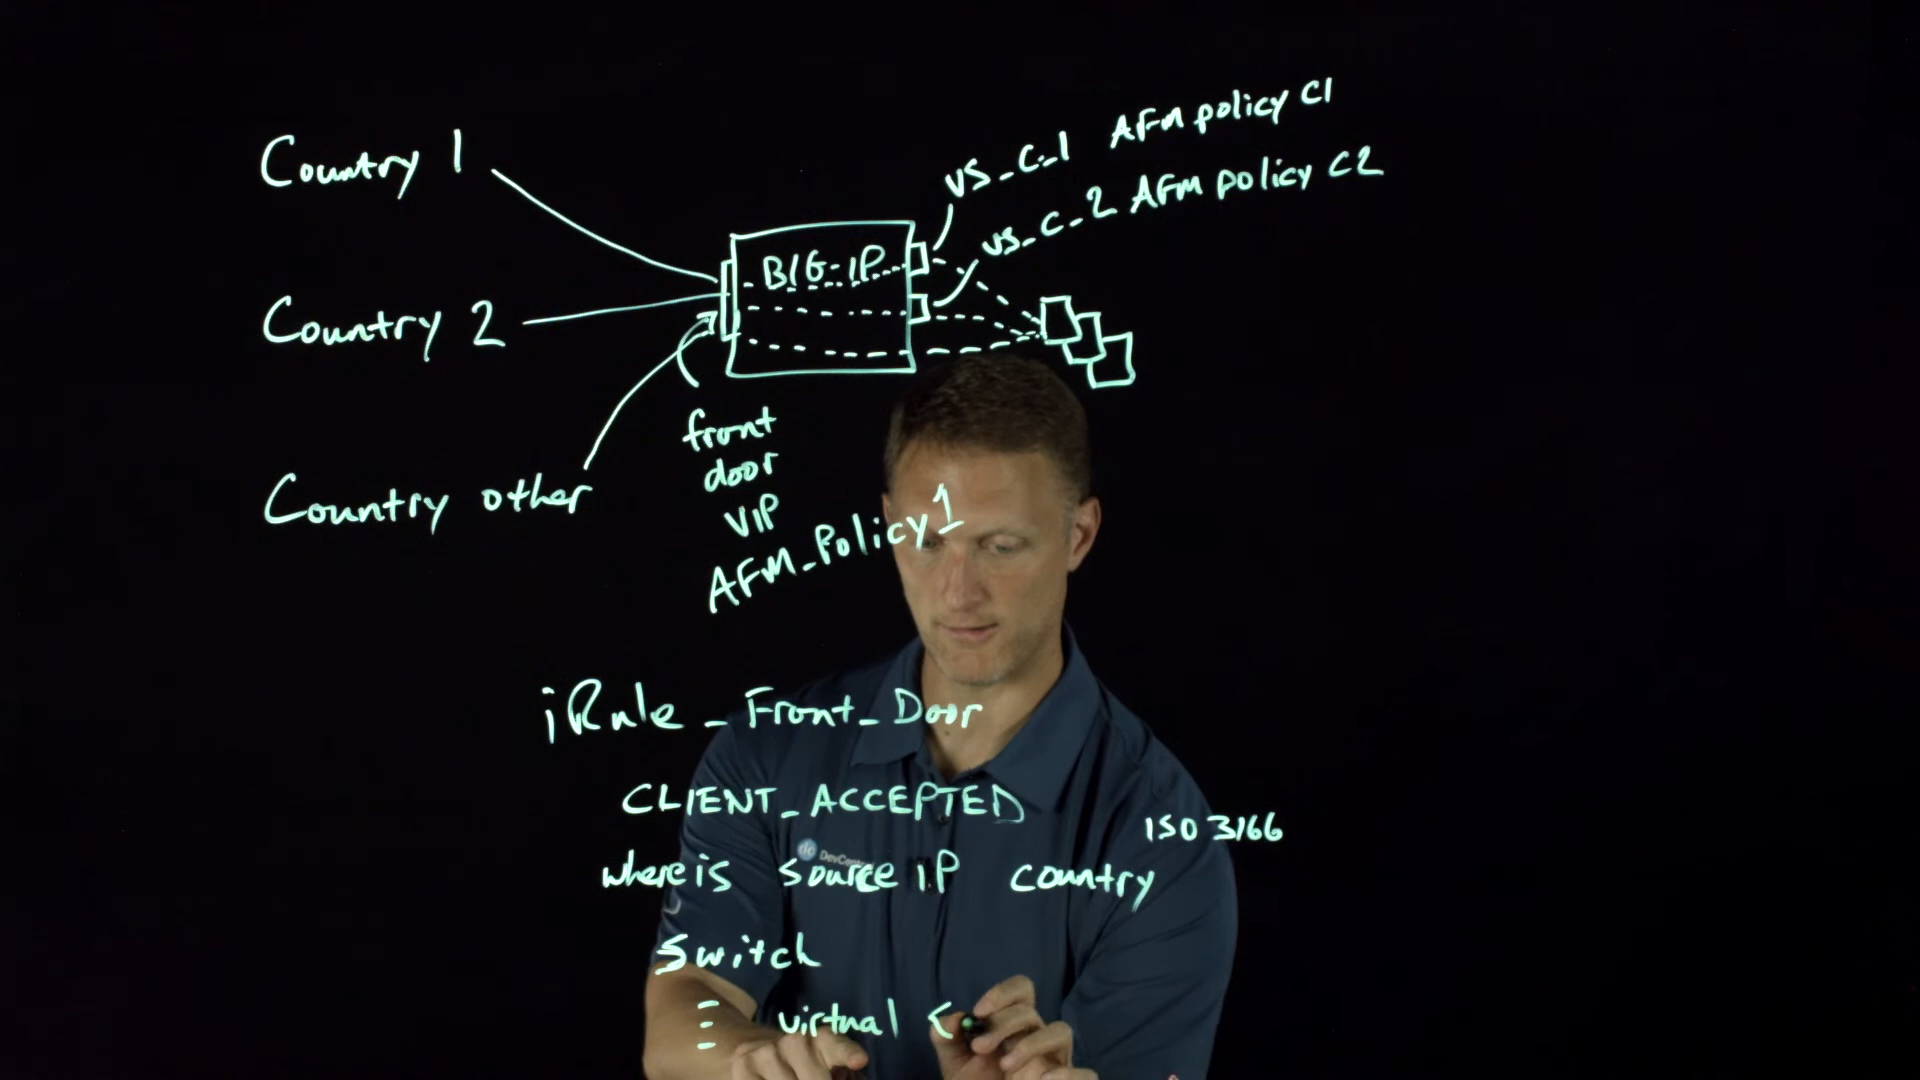 Country 1
Country 2
Country other
BIG-IP
vs_C_1 AFM policy C1
vs_C_2 AFM policy C2
front
door
VIP
AFM_Policy1
iRule_Front_Door
CLIENT_ACCEPTED
ISO 3166
whereis source IP country
switch
virtual <